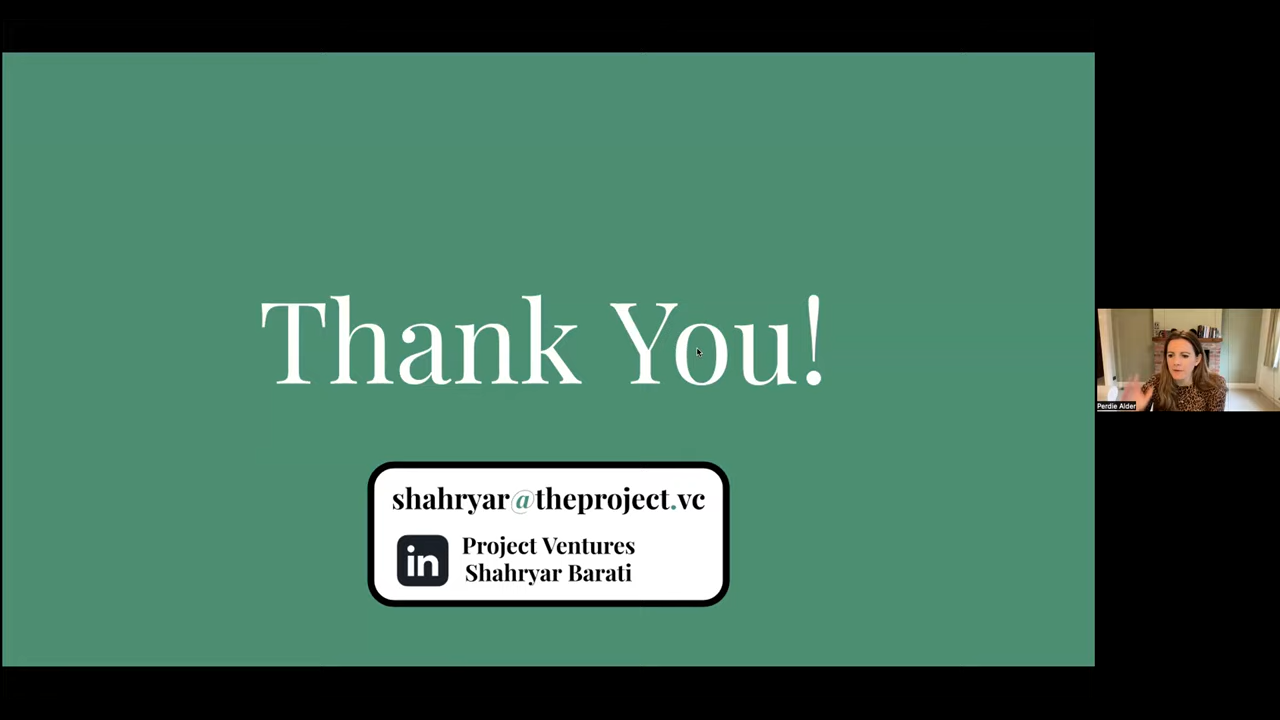 Thank You!
shahryar@theproject.vc
in
Project Ventures
Shahryar Barati
Perdie Alder